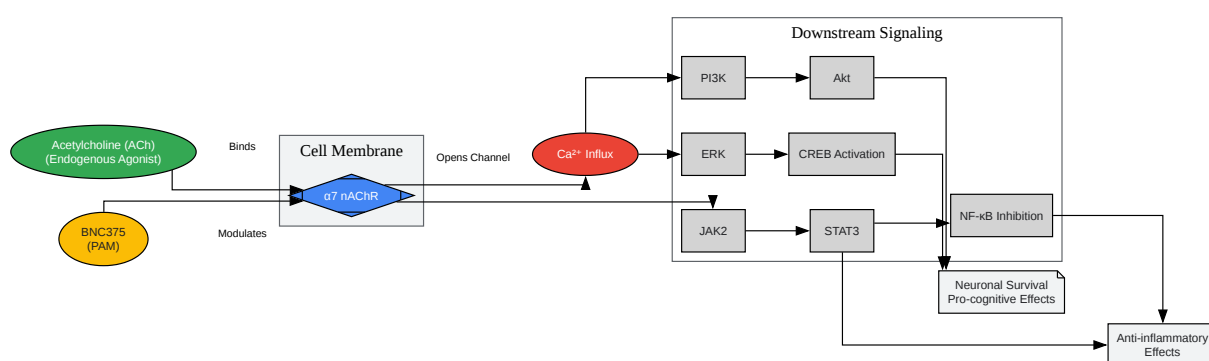 Downstream Signaling
PI3K
Akt
Acetylcholine (ACh)
(Endogenous Agonist)
Binds
Cell Membrane
Opens Channel
Ca²⁺ Influx
ERK
CREB Activation
α7 nAChR
BNC375
(PAM)
Modulates
JAK2
STAT3
NF-κB Inhibition
Neuronal Survival
Pro-cognitive Effects
Anti-inflammatory
Effects